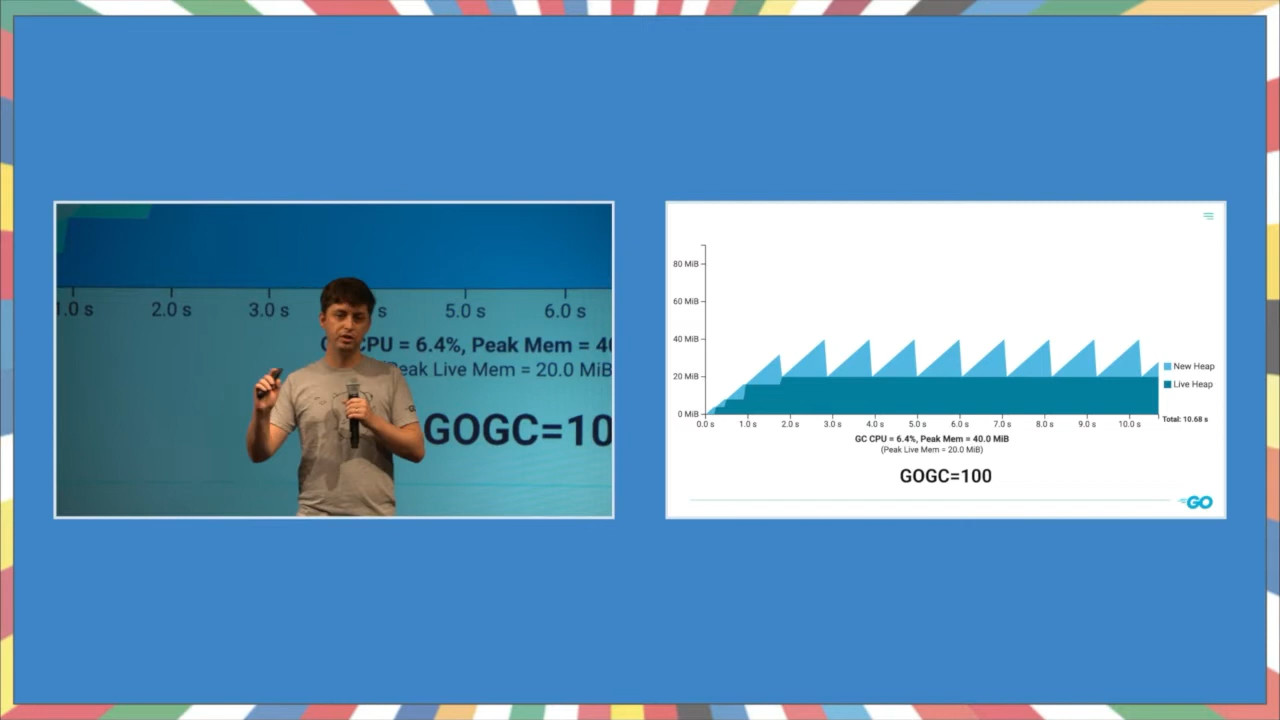 1.0 s 2.0 s 3.0 s s 5.0 s 6.0 s
CPU = 6.4%, Peak Mem = 40
Peak Live Mem = 20.0 MiB
GOGC=10
80 MiB
60 MiB
40 MiB
20 MiB
0 MiB
New Heap
Live Heap
0.0 s 1.0 s 2.0 s 3.0 s 4.0 s 5.0 s 6.0 s 7.0 s 8.0 s 9.0 s 10.0 s
Total: 10.68 s
GC CPU = 6.4%, Peak Mem = 40.0 MiB
(Peak Live Mem = 20.0 MiB)
GOGC=100
GO